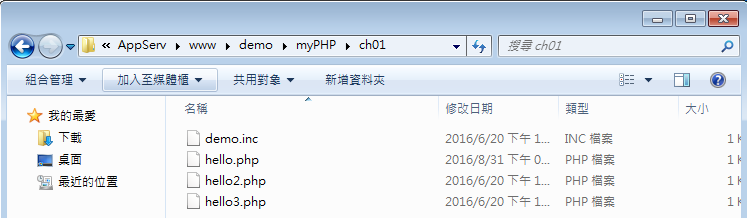 « AppServ ▸ www ▸ demo ▸ myPHP ▸ ch01 搜尋 ch01
組合管理 加入至媒體櫃 共用對象 新增資料夾
我的最愛
下載
桌面
最近的位置
名稱 修改日期 類型 大小
demo.inc 2016/6/20 下午 1... INC 檔案 1 K
hello.php 2016/8/31 下午 0... PHP 檔案 1 K
hello2.php 2016/6/20 下午 1... PHP 檔案 1 K
hello3.php 2016/6/20 下午 1... PHP 檔案 1 K